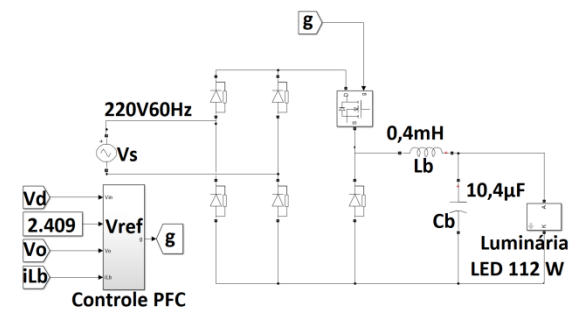 g
220V60Hz
Vs
0,4mH
Lb
10,4µF
Cb
Luminária
LED 112 W
A
K
Vd
2.409
Vo
iLb
Vin
Vref
Vo
iLb
g
g
Controle PFC